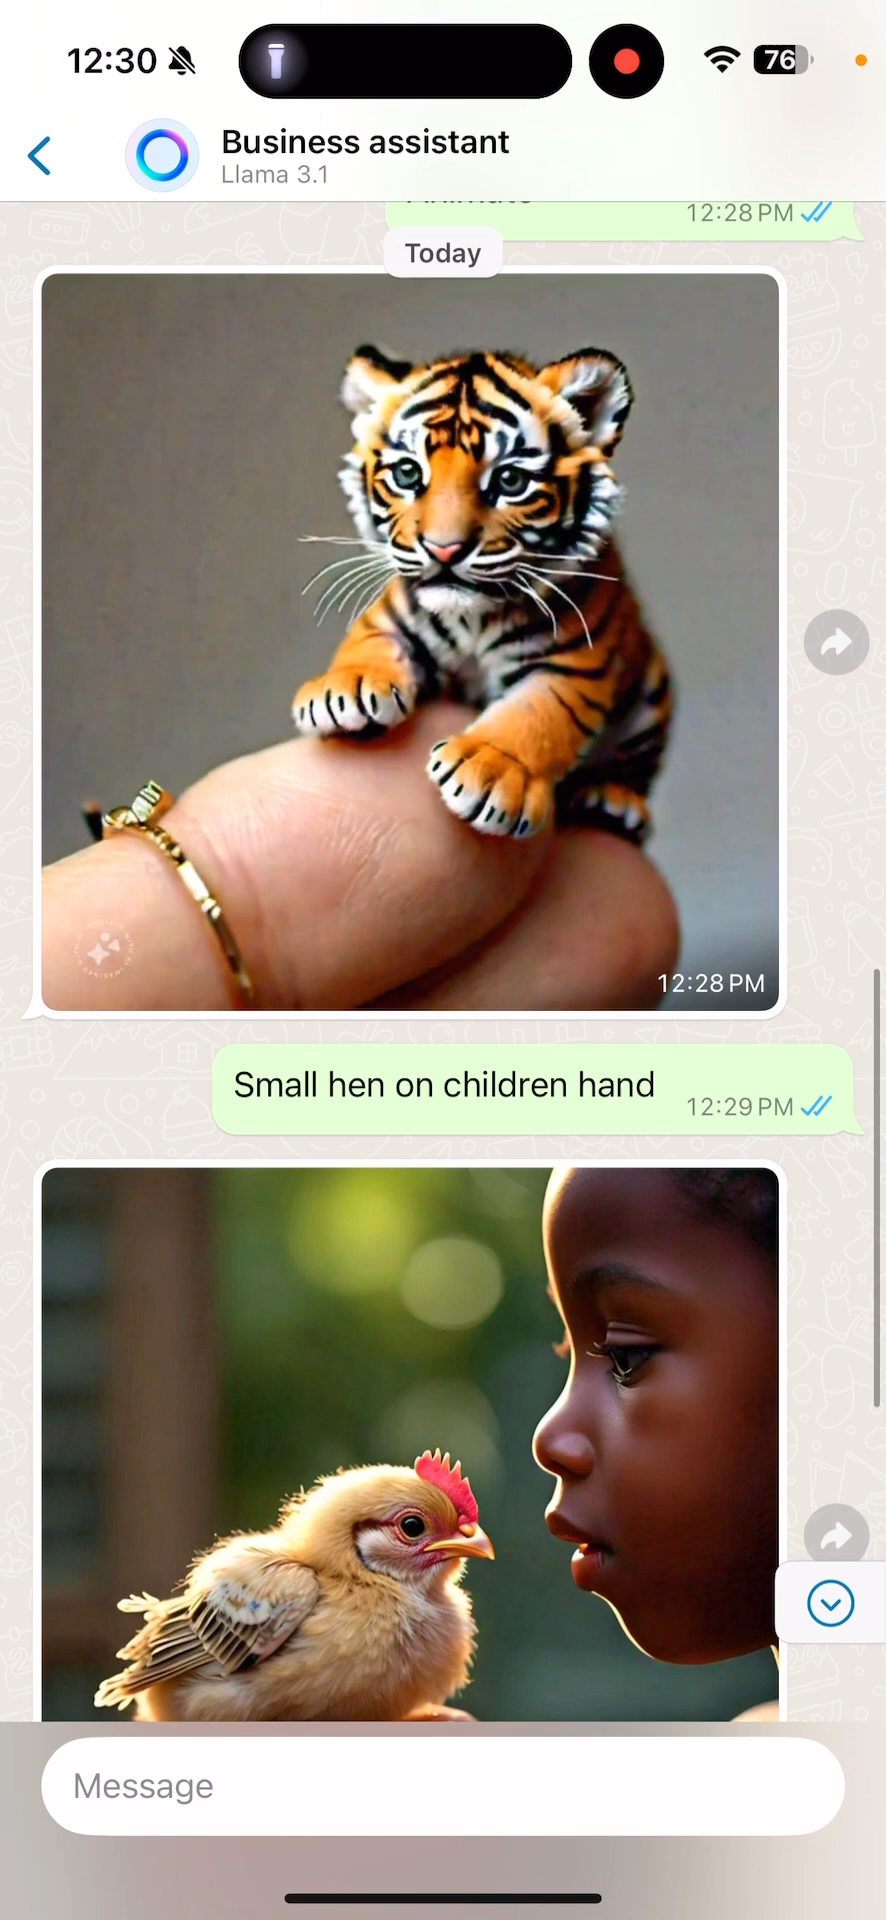 12:30
76
Business assistant
Llama 3.1
12:28 PM
Today
12:28 PM
Small hen on children hand
12:29 PM
Message